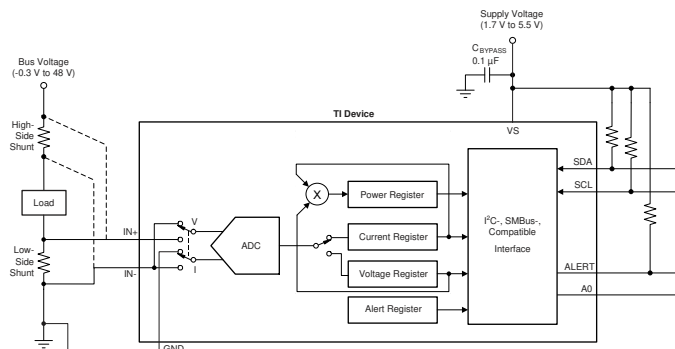 Supply Voltage
(1.7 V to 5.5 V)
CBYPASS
0.1 µF
Bus Voltage
(-0.3 V to 48 V)
TI Device
VS
High-
Side
Shunt
SDA
SCL
Load
X
Power Register
V
IN+
ADC
Current Register
I²C-, SMBus-,
Compatible
Interface
Low-
Side
Shunt
IN-
I
Voltage Register
ALERT
A0
Alert Register
GND